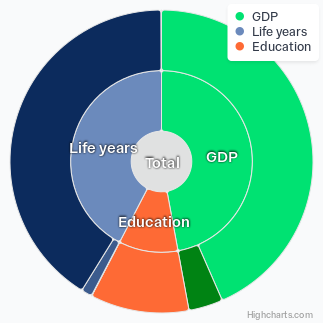 GDP
Life years
Education
Life years
GDP
Total
Education
Highcharts.com